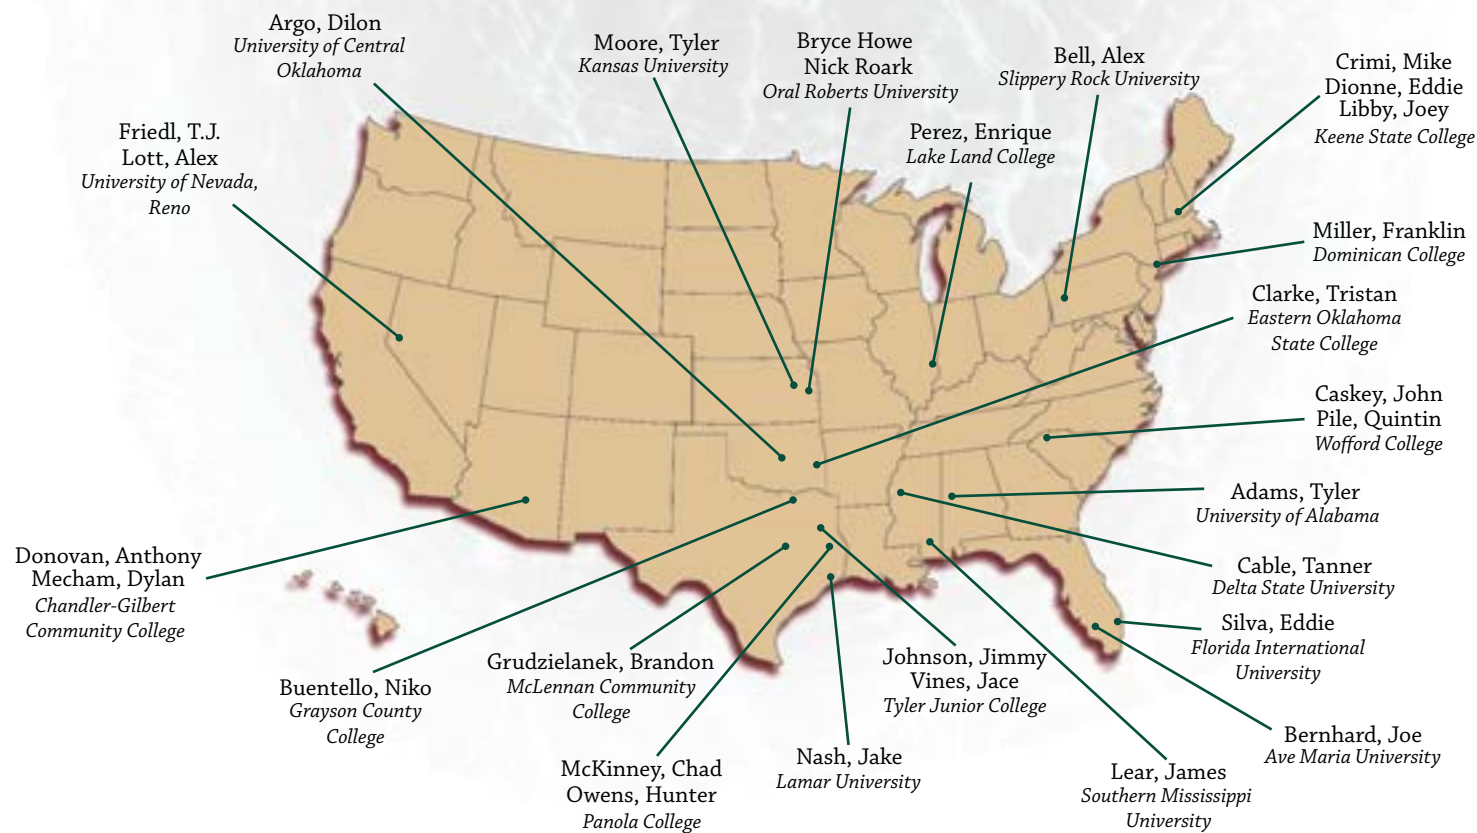 Argo, Dilon
University of Central
Oklahoma
Moore, Tyler
Kansas University
Bryce Howe
Nick Roark
Oral Roberts University
Bell, Alex
Slippery Rock University
Crimi, Mike
Dionne, Eddie
Libby, Joey
Keene State College
Friedl, T.J.
Lott, Alex
University of Nevada,
Reno
Perez, Enrique
Lake Land College
Miller, Franklin
Dominican College
Clarke, Tristan
Eastern Oklahoma
State College
Caskey, John
Pile, Quintin
Wofford College
Adams, Tyler
University of Alabama
Cable, Tanner
Delta State University
Silva, Eddie
Florida International
University
Bernhard, Joe
Ave Maria University
Donovan, Anthony
Mecham, Dylan
Chandler-Gilbert
Community College
Buentello, Niko
Grayson County
College
Grudzielanek, Brandon
McLennan Community
College
McKinney, Chad
Owens, Hunter
Panola College
Nash, Jake
Lamar University
Johnson, Jimmy
Vines, Jace
Tyler Junior College
Lear, James
Southern Mississippi
University